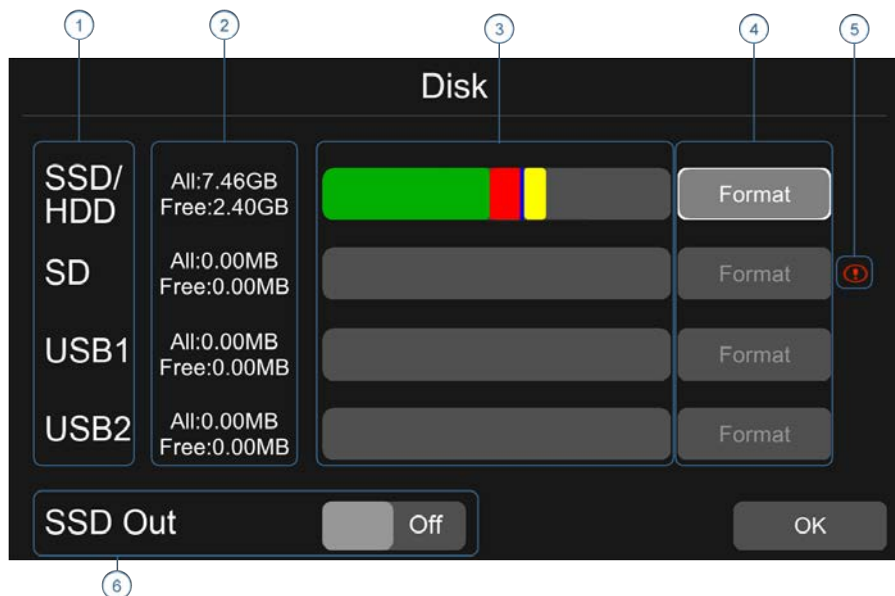 1 2 3 4 5
Disk
SSD/
HDD
All:7.46GB
Free:2.40GB
Format
SD
All:0.00MB
Free:0.00MB
Format
USB1
All:0.00MB
Free:0.00MB
Format
USB2
All:0.00MB
Free:0.00MB
Format
SSD Out
Off
OK
6